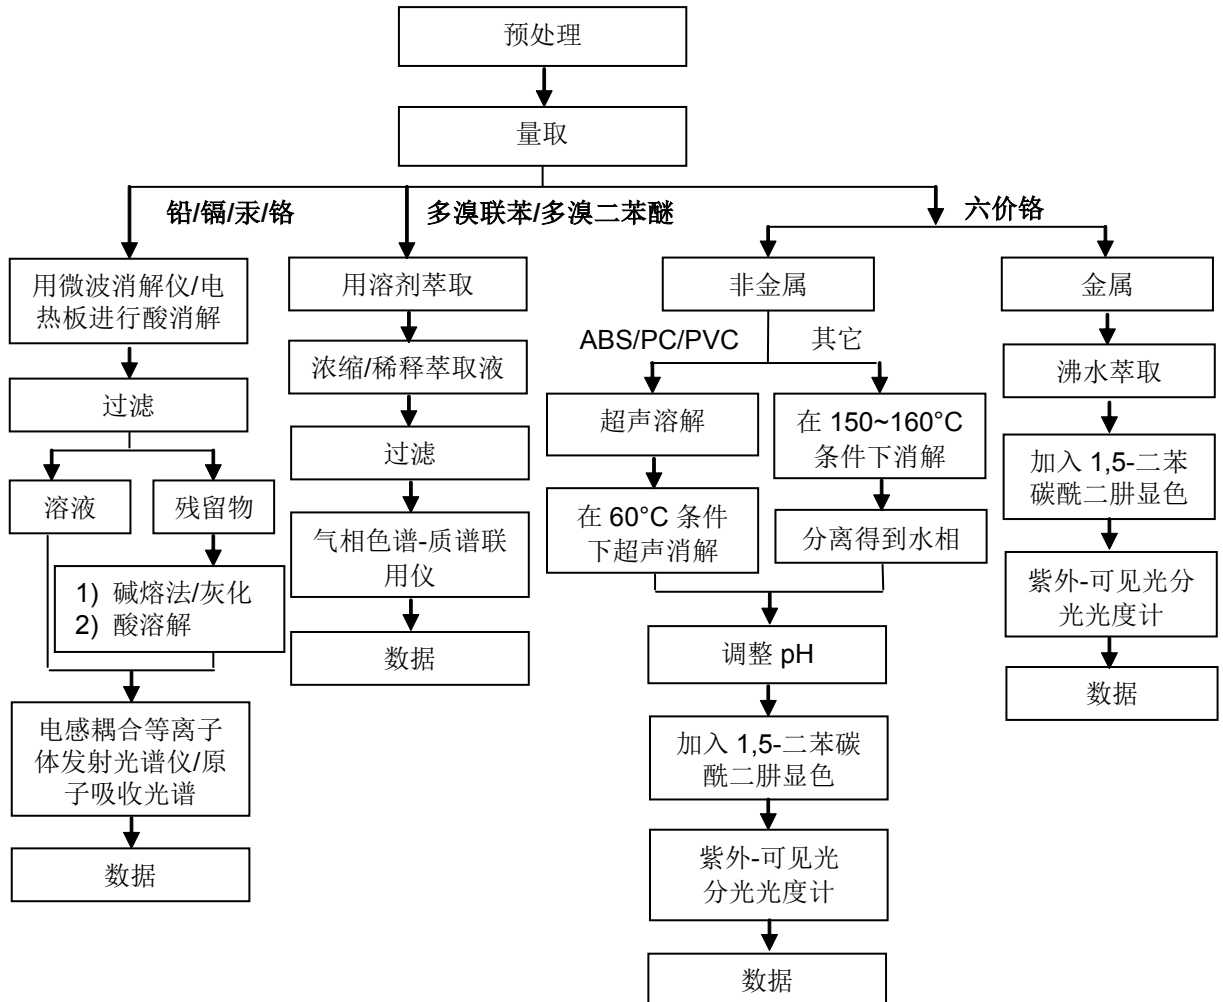 预处理
量取
铅/镉/汞/铬
多溴联苯/多溴二苯醚
六价铬
用微波消解仪/电
热板进行酸消解
过滤
溶液
残留物
1) 碱熔法/灰化
2) 酸溶解
电感耦合等离子
体发射光谱仪/原
子吸收光谱
数据
用溶剂萃取
浓缩/稀释萃取液
过滤
气相色谱-质谱联
用仪
数据
非金属
ABS/PC/PVC
其它
超声溶解
在 60°C 条件
下超声消解
在 150~160°C
条件下消解
分离得到水相
调整 pH
加入 1,5-二苯碳
酰二肼显色
紫外-可见光
分光光度计
数据
金属
沸水萃取
加入 1,5-二苯
碳酰二肼显色
紫外-可见光分
光光度计
数据